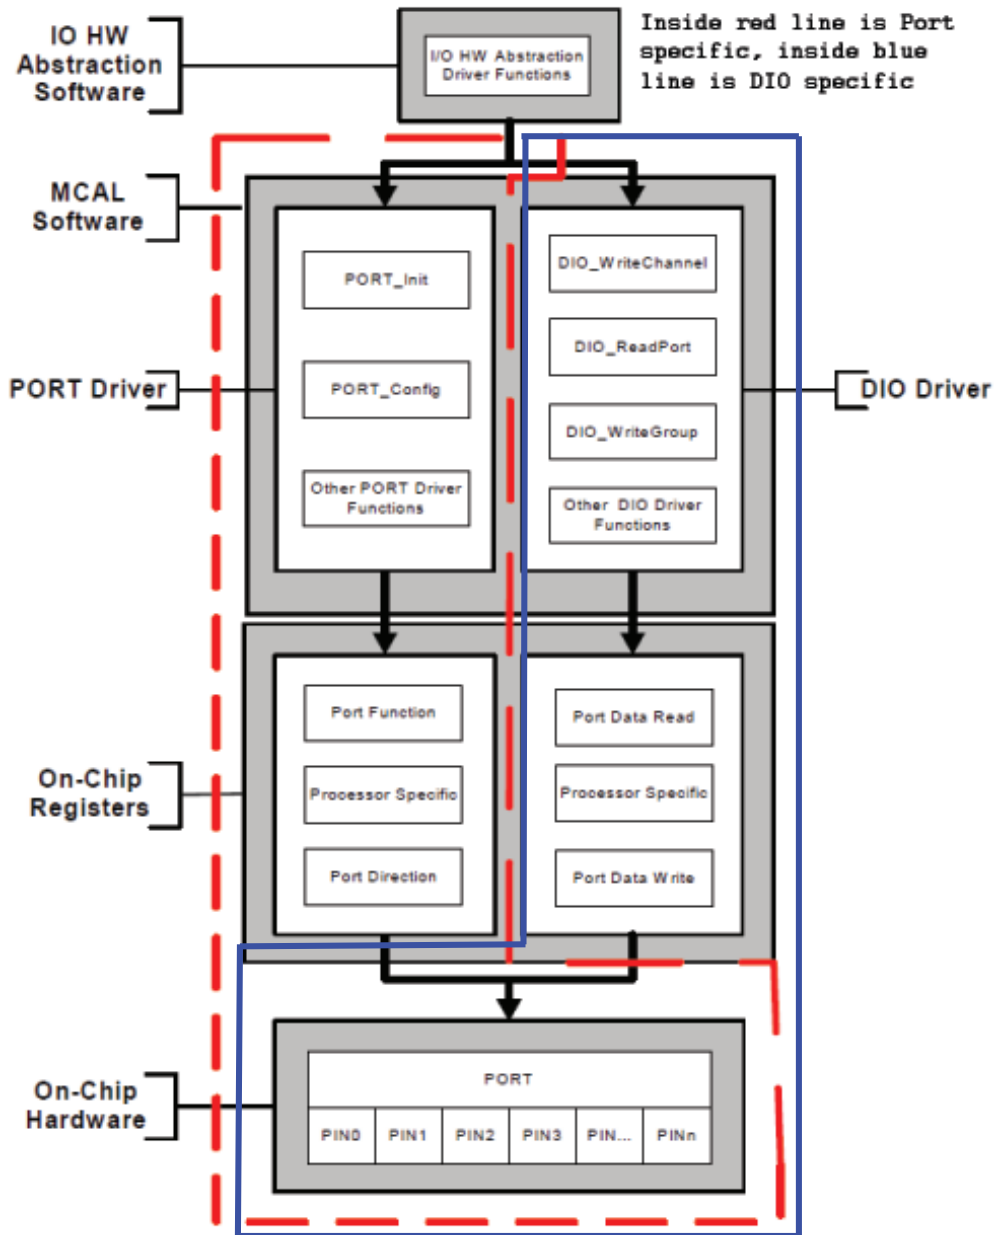 IO HW
Abstraction
Software
I/O HW Abstraction
Driver Functions
Inside red line is Port
specific, inside blue
line is DIO specific
MCAL
Software
PORT_Init
DIO_WriteChannel
DIO_ReadPort
PORT Driver
PORT_Config
DIO Driver
DIO_WriteGroup
Other PORT Driver
Functions
Other DIO Driver
Functions
Port Function
Port Data Read
On-Chip
Registers
Processor Specific
Processor Specific
Port Direction
Port Data Write
On-Chip
Hardware
PORT
PIN0 PIN1 PIN2 PIN3 PIN... PINn